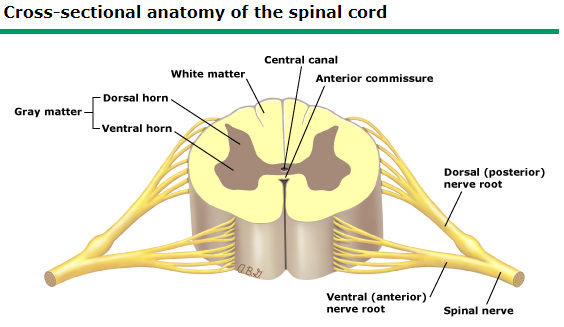 Cross-sectional anatomy of the spinal cord
Central canal
White matter
Anterior commissure
Dorsal horn
Gray matter
Ventral horn
Dorsal (posterior)
nerve root
Ventral (anterior)
nerve root
Spinal nerve